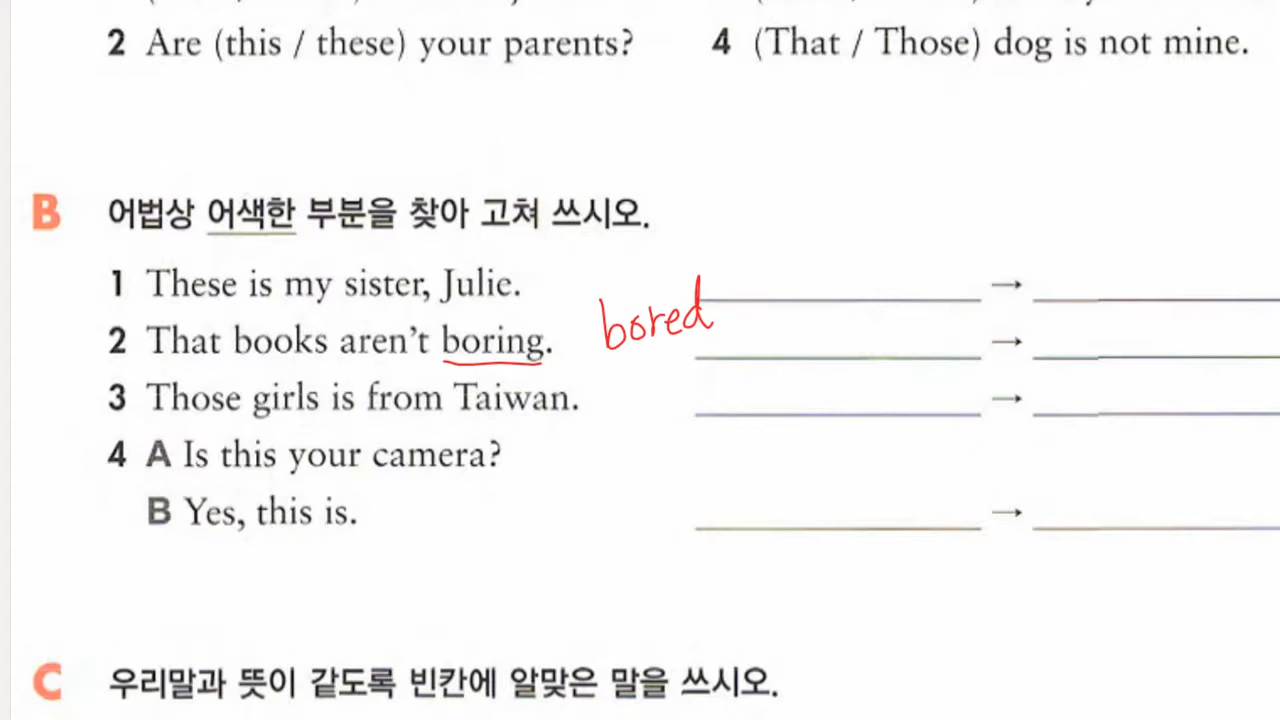 2 Are (this / these) your parents?
4 (That / Those) dog is not mine.
B 어법상 어색한 부분을 찾아 고쳐 쓰시오.
1 These is my sister, Julie. →
2 That books aren't boring. bored →
3 Those girls is from Taiwan. →
4 A Is this your camera?
B Yes, this is. →
C 우리말과 뜻이 같도록 빈칸에 알맞은 말을 쓰시오.